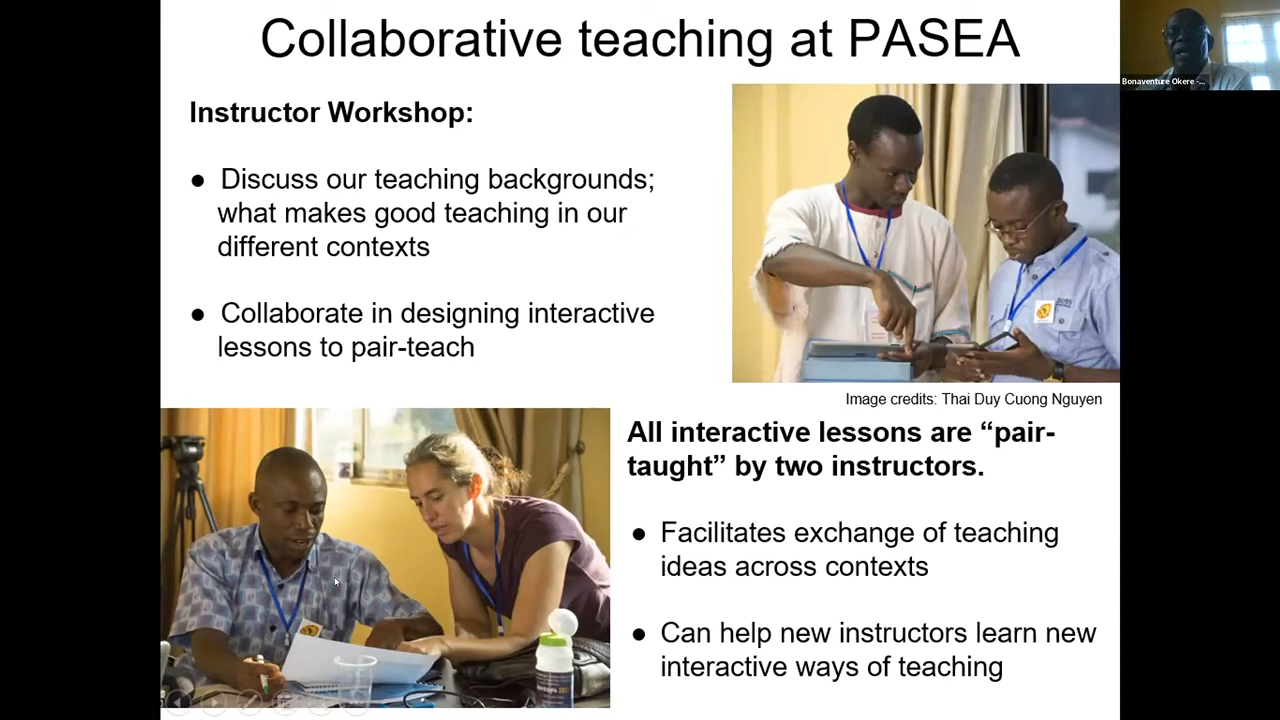 Collaborative teaching at PASEA
Bonaventure Okere -...
Instructor Workshop:
● Discuss our teaching backgrounds;
what makes good teaching in our
different contexts
● Collaborate in designing interactive
lessons to pair-teach
BOSS
Image credits: Thai Duy Cuong Nguyen
All interactive lessons are “pair-
taught” by two instructors.
● Facilitates exchange of teaching
ideas across contexts
● Can help new instructors learn new
interactive ways of teaching